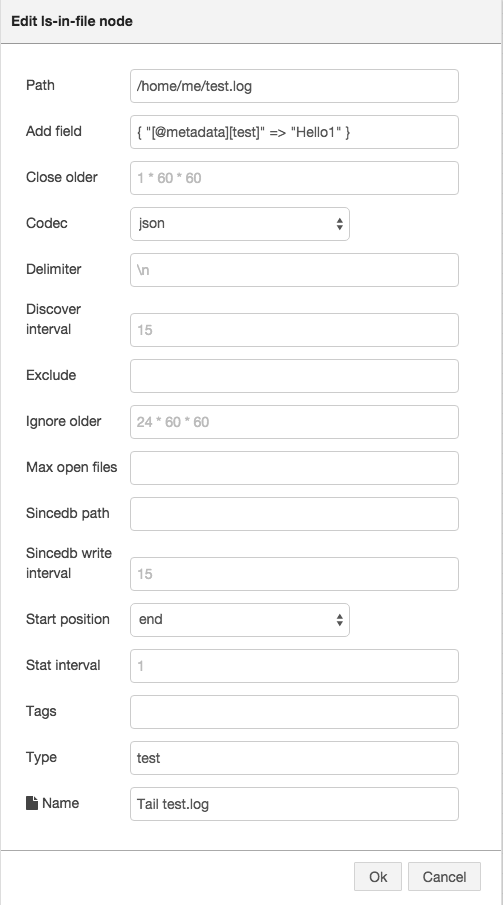 Edit ls-in-file node
Path /home/me/test.log
Add field { "[@metadata][test]" => "Hello1" }
Close older 1 * 60 * 60
Codec json
Delimiter \n
Discover
interval 15
Exclude
Ignore older 24 * 60 * 60
Max open files
Sincedb path
Sincedb write
interval 15
Start position end
Stat interval 1
Tags
Type test
Name Tail test.log
Ok Cancel